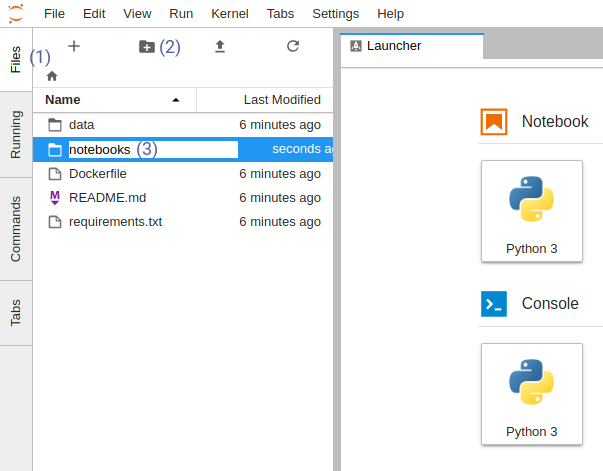 File Edit View Run Kernel Tabs Settings Help
Files
Running
Commands
Tabs
(1)
(2)
Name Last Modified
data 6 minutes ago
notebooks (3) seconds ag
Dockerfile 6 minutes ago
M README.md 6 minutes ago
requirements.txt 6 minutes ago
Launcher
Notebook
Python 3
Console
Python 3